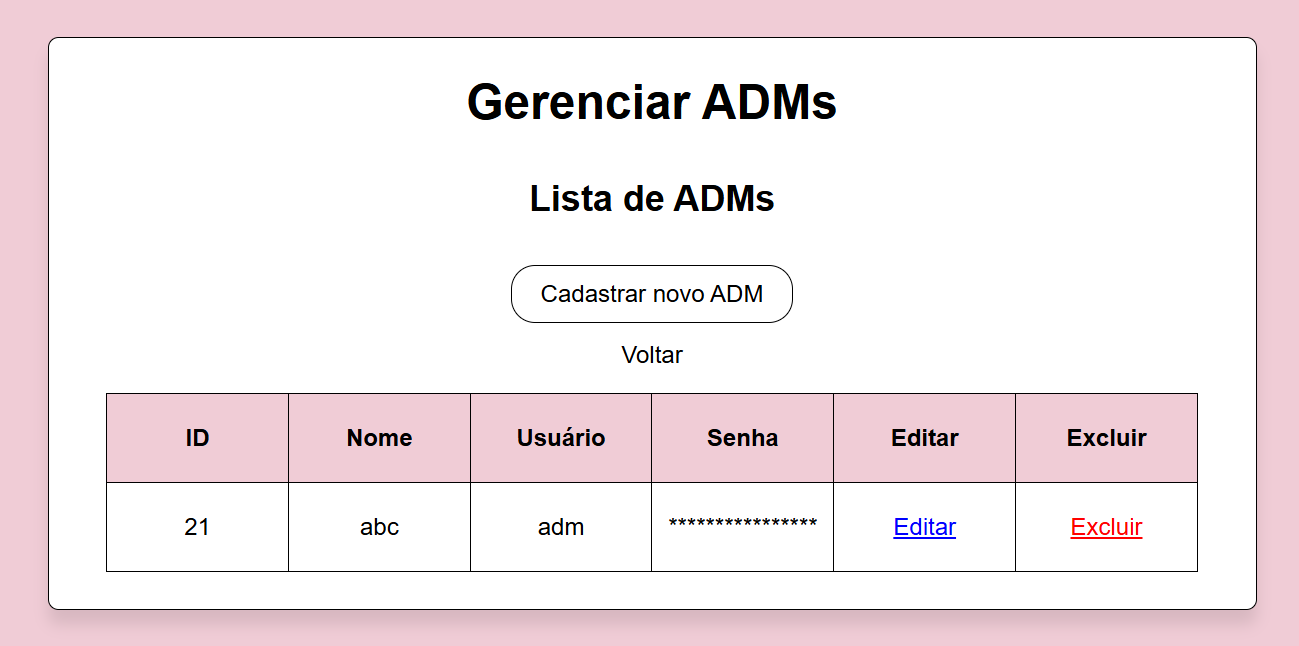 Gerenciar ADMs
Lista de ADMs
Cadastrar novo ADM
Voltar
ID Nome Usuário Senha Editar Excluir
21 abc adm **************** Editar Excluir